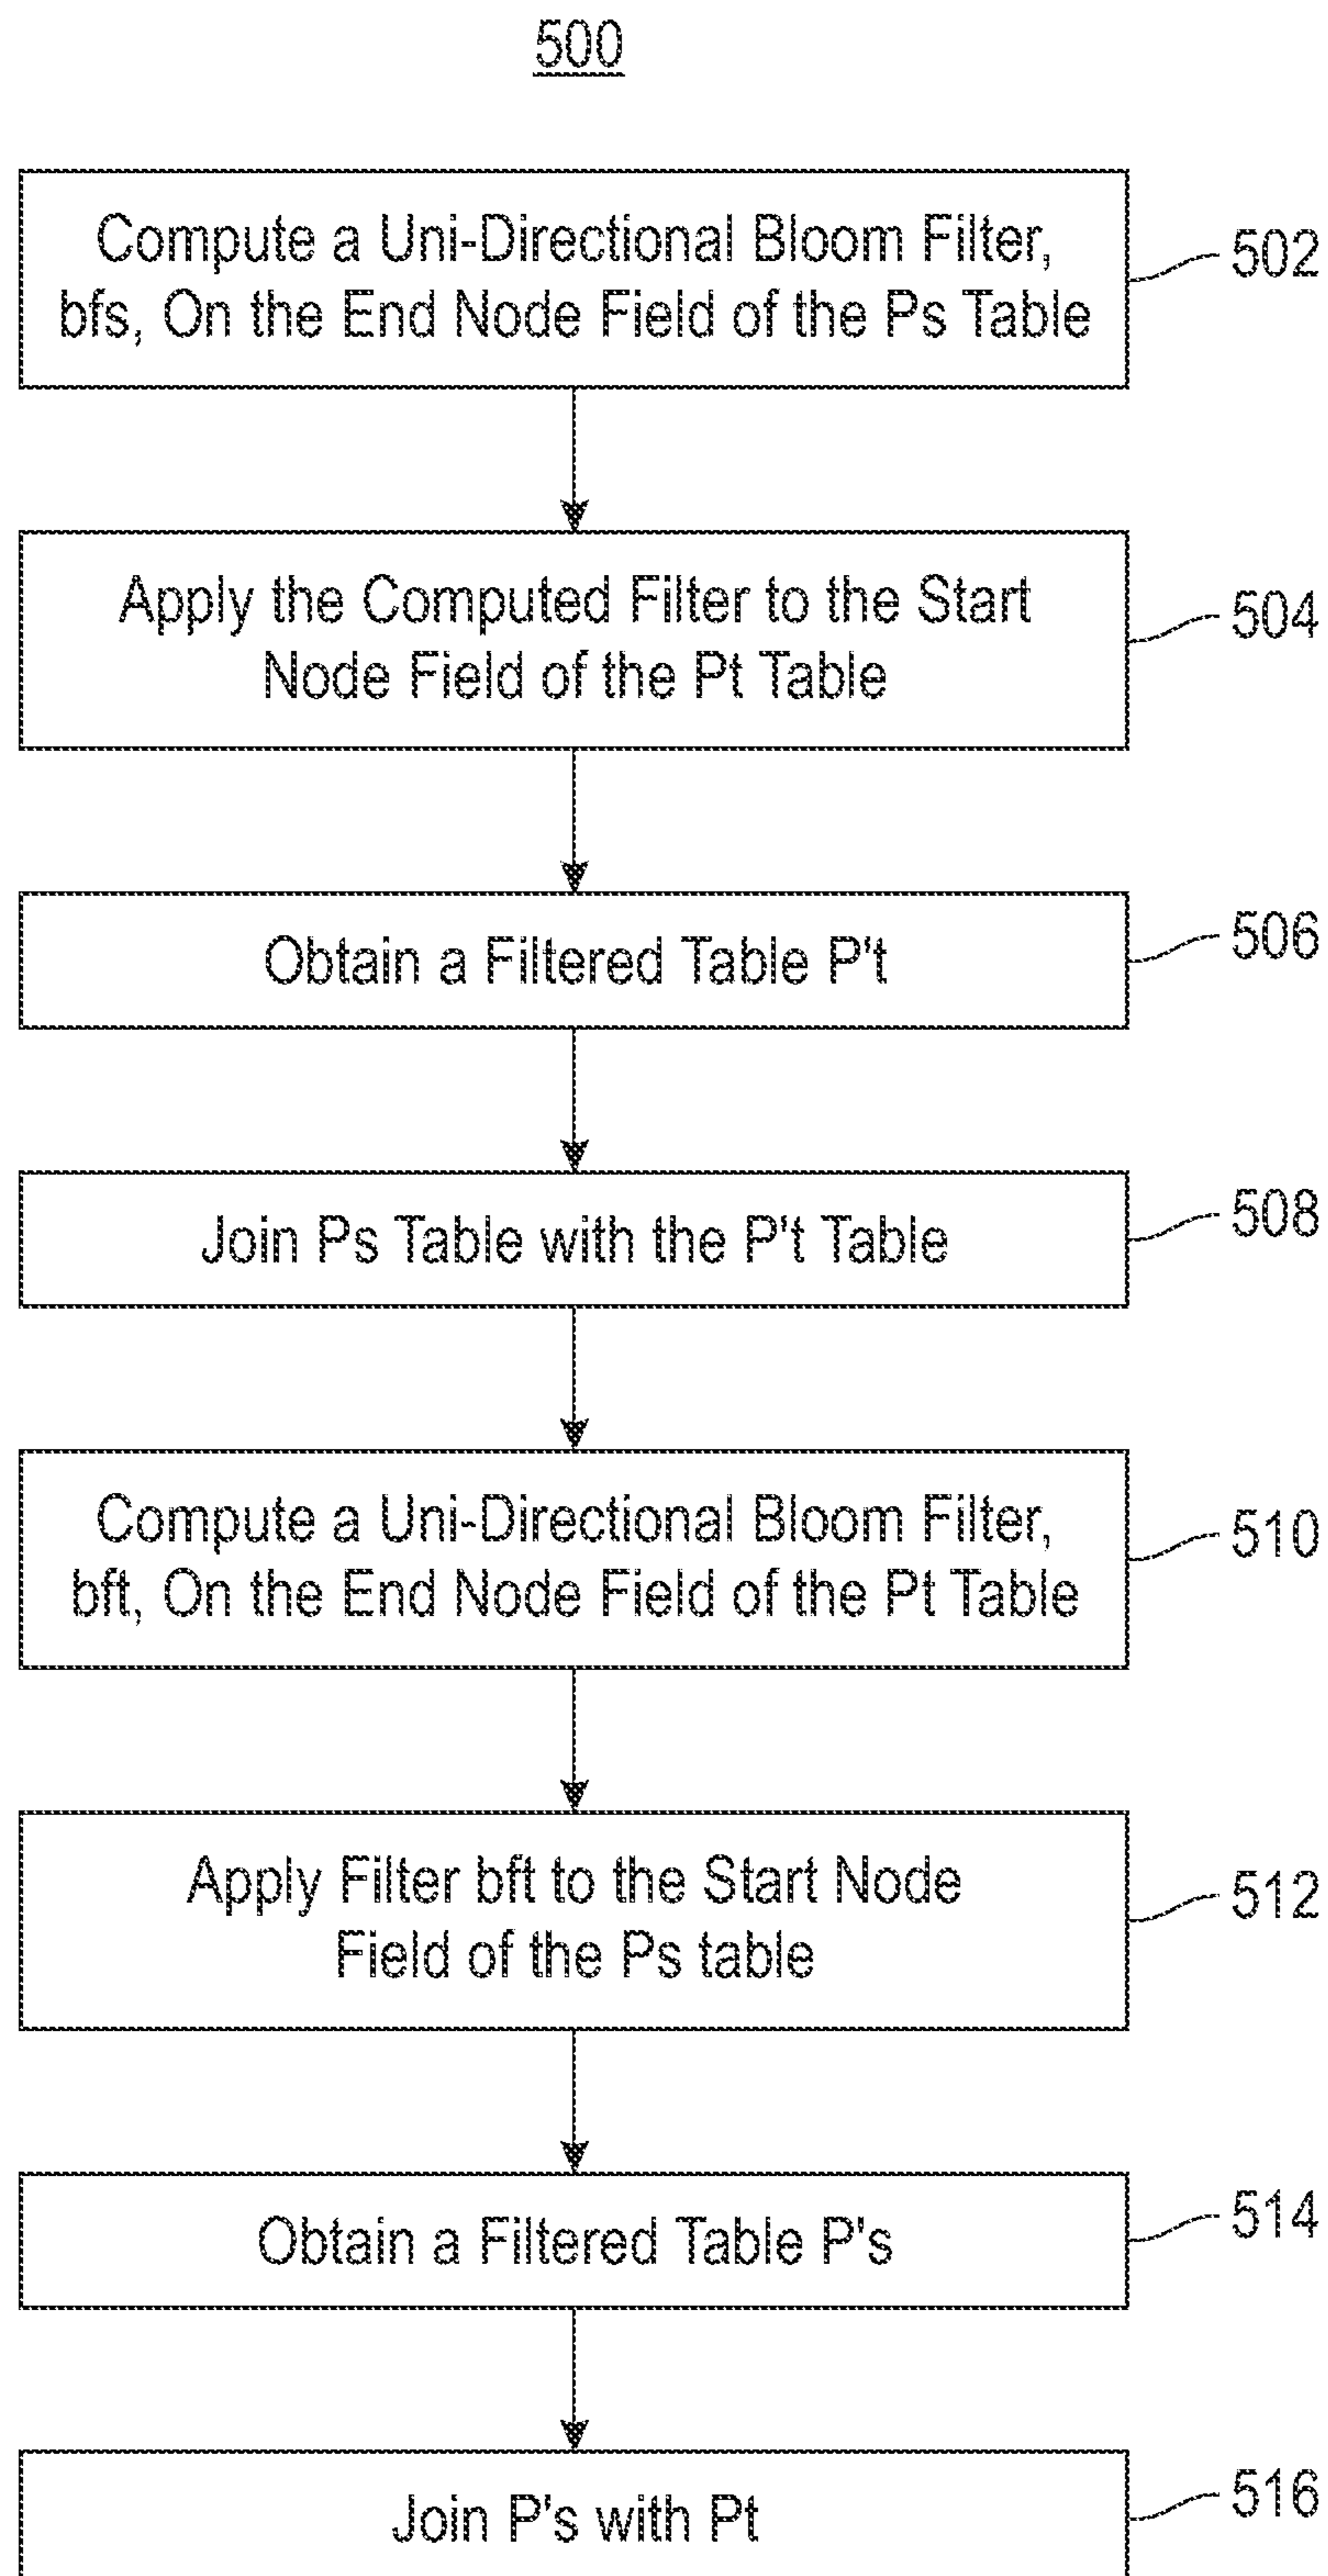 500
Compute a Uni-Directional Bloom Filter,
bfs, On the End Node Field of the Ps Table
502
Apply the Computed Filter to the Start
Node Field of the Pt Table
504
Obtain a Filtered Table P't
506
Join Ps Table with the P't Table
508
Compute a Uni-Directional Bloom Filter,
bft, On the End Node Field of the Pt Table
510
Apply Filter bft to the Start Node
Field of the Ps table
512
Obtain a Filtered Table P's
514
Join P's with Pt
516